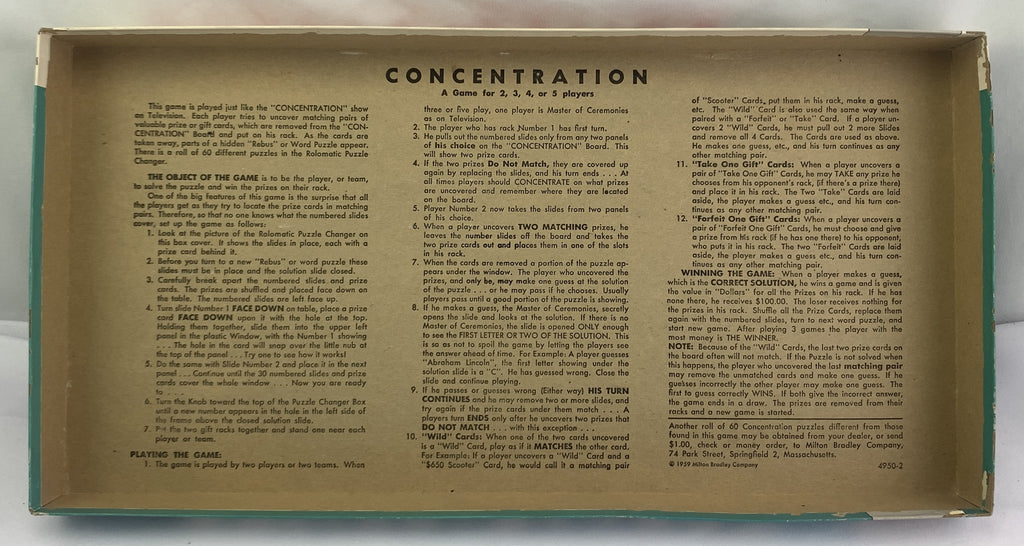 CONCENTRATION
A Game for 2, 3, 4, or 5 players
This game is played just like the "CONCENTRATION" show
on Television. Each player tries to uncover matching pairs of
valuable prize or gift cards, which are removed from the "CON-
CENTRATION" Board and put on his rack. As the cards are
taken away, parts of a hidden "Rebus" or Word Puzzle appear.
There is a roll of 60 different puzzles in the Rolomatic Puzzle
Changer.
THE OBJECT OF THE GAME is to be the player, or team,
to solve the puzzle and win the prizes on their rack.
One of the big features of this game is the surprise that all
the players get as they try to locate the prize cards in matching
pairs. Therefore, so that no one knows what the numbered slides
cover, set up the game as follows:
1. Look at the picture of the Rolomatic Puzzle Changer on
this box cover. It shows the slides in place, each with a
prize card behind it.
2. Before you turn to a new "Rebus" or word puzzle these
slides must be in place and the solution slide closed.
3. Carefully break apart the numbered slides and prize
cards. The prizes are shuffled and placed face down on
the table. The numbered slides are left face up.
4. Turn slide Number 1 FACE DOWN on table, place a prize
card FACE DOWN upon it with the hole at the top.
Holding them together, slide them into the upper left
panel in the plastic Window, with the Number 1 showing
. . . The hole in the card will snap over the little nub at
the top of the panel . . . Try one to see how it works!
5. Do the same with Slide Number 2 and place it in the next
panel . . . Continue until the 30 numbered slides and prize
cards cover the whole window . . . Now you are ready
to . . .
6. Turn the Knob toward the top of the Puzzle Changer Box
until a new number appears in the hole in the left side of
the frame above the closed solution slide.
7. Put the two gift racks together and stand one near each
player or team.
PLAYING THE GAME:
1. The game is played by two players or two teams. When
three or five play, one player is Master of Ceremonies
as on Television.
2. The player who has rack Number 1 has first turn.
3. He pulls out the numbered slides only from any two panels
of his choice on the "CONCENTRATION" Board. This
will show two prize cards.
4. If the two prizes Do Not Match, they are covered up
again by replacing the slides, and his turn ends . . . At
all times players should CONCENTRATE on what prizes
are uncovered and remember where they are located
on the board.
5. Player Number 2 now takes the slides from two panels
of his choice.
6. When a player uncovers TWO MATCHING prizes, he
leaves the number slides off the board and takes the
two prize cards out and places them in one of the slots
in his rack.
7. When the cards are removed a portion of the puzzle ap-
pears under the window. The player who uncovered the
prizes, and only he, may make one guess at the solution
of the puzzle . . . or he may pass if he chooses. Usually
players pass until a good portion of the puzzle is showing.
8. If he makes a guess, the Master of Ceremonies, secretly
opens the slide and looks at the solution. If there is no
Master of Ceremonies, the slide is opened ONLY enough
to see the FIRST LETTER OR TWO OF THE SOLUTION. THIS
is so as not to spoil the game by letting the players see
the answer ahead of time. For Example: A player guesses
"Abraham Lincoln", the first letter showing under the
solution slide is a "C". He has guessed wrong. Close the
slide and continue playing.
9. If he passes or guesses wrong (Either way) HIS TURN
CONTINUES and he may remove two or more slides, and
try again if the prize cards under them match . . . A
players turn ENDS only after he uncovers two prizes that
DO NOT MATCH . . . with this exception . . .
10. "Wild" Cards: When one of the two cards uncovered
is a "Wild" Card, play as if it MATCHES the other card.
For Example: If a player uncovers a "Wild" Card and a
"$650 Scooter" Card, he would call it a matching pair
of "Scooter" Cards, put them in his rack, make a guess,
etc. The "Wild" Card is also used the same way when
paired with a "Forfeit" or "Take" Card. If a player un-
covers 2 "Wild" Cards, he must pull out 2 more Slides
and remove all 4 Cards. The Cards are used as above.
He makes one guess, etc., and his turn continues as any
other matching pair.
11. "Take One Gift" Cards: When a player uncovers a
pair of "Take One Gift" Cards, he may TAKE any prize he
chooses from his opponent's rack, (if there's a prize there)
and place it in his rack. The Two "Take" Cards are laid
aside, the player makes a guess etc., and his turn con-
tinues as any other matching pair.
12. "Forfeit One Gift" Cards: When a player uncovers a
pair of "Forfeit One Gift" Cards, he must choose and give
a prize from his rack (if he has one there) to his opponent,
who puts it in his rack. The two "Forfeit" Cards are laid
aside, the player makes a guess etc., and his turn con-
tinues as any other matching pair.
WINNING THE GAME: When a player makes a guess,
which is the CORRECT SOLUTION, he wins a game and is given
the value in "Dollars" for all the Prizes on his rack. If he has
none there, he receives $100.00. The loser receives nothing for
the prizes in his rack. Shuffle all the Prize Cards, replace them
again with the numbered slides, turn to next word puzzle, and
start new game. After playing 3 games the player with the
most money is THE WINNER.
NOTE: Because of the "Wild" Cards, the last two prize cards on
the board often will not match. If the Puzzle is not solved when
this happens, the player who uncovered the last matching pair
may remove the unmatched cards and make one guess. If he
guesses incorrectly the other player may make one guess. The
first to guess correctly WINS. If both give the incorrect answer,
the game ends in a draw. The prizes are removed from their
racks and a new game is started.
Another roll of 60 Concentration puzzles different from those
found in this game may be obtained from your dealer, or send
$1.00, check or money order, to Milton Bradley Company,
74 Park Street, Springfield 2, Massachusetts.
© 1959 Milton Bradley Company 4950-2